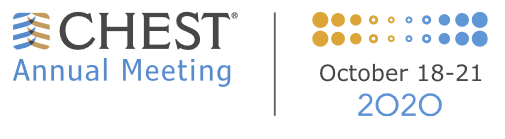 CHEST®
Annual Meeting
October 18-21
2020